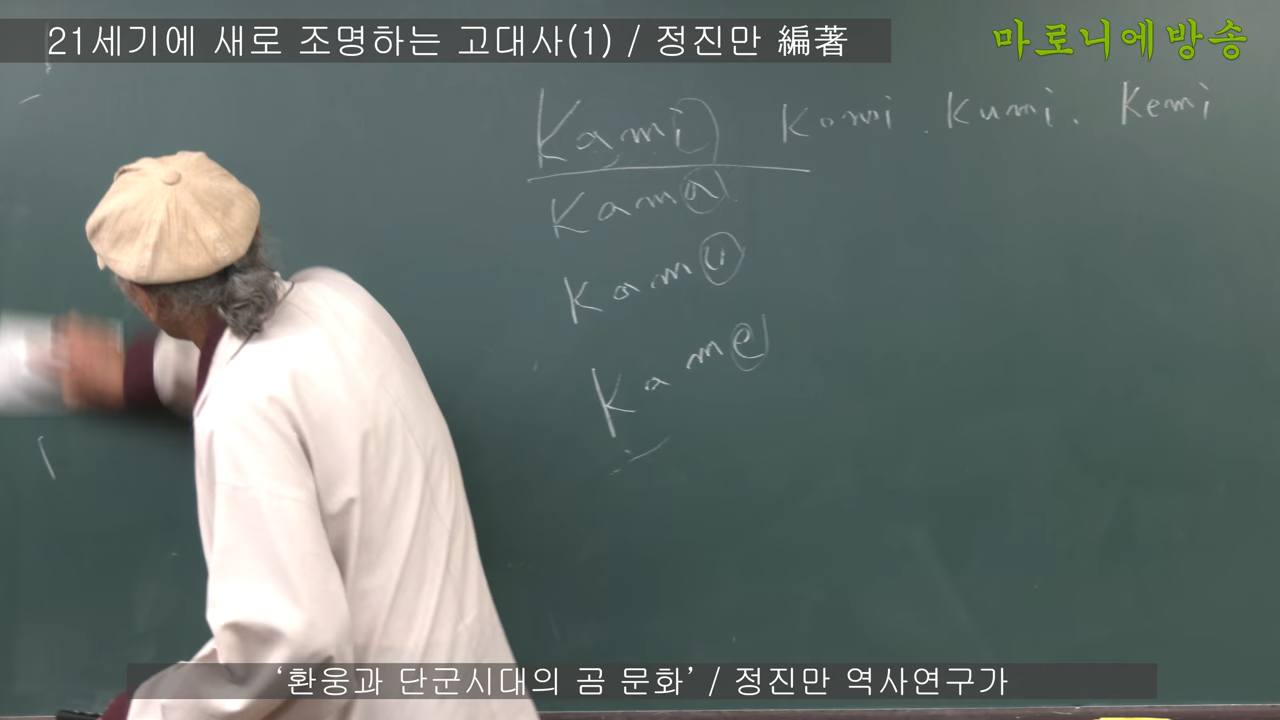 21세기에 새로 조명하는 고대사(1) / 정진만 編著
마로니에방송
Kami Komi . Kumi . Kemi
Kama
Kamu
Kame
‘환웅과 단군시대의 곰 문화’ / 정진만 역사연구가